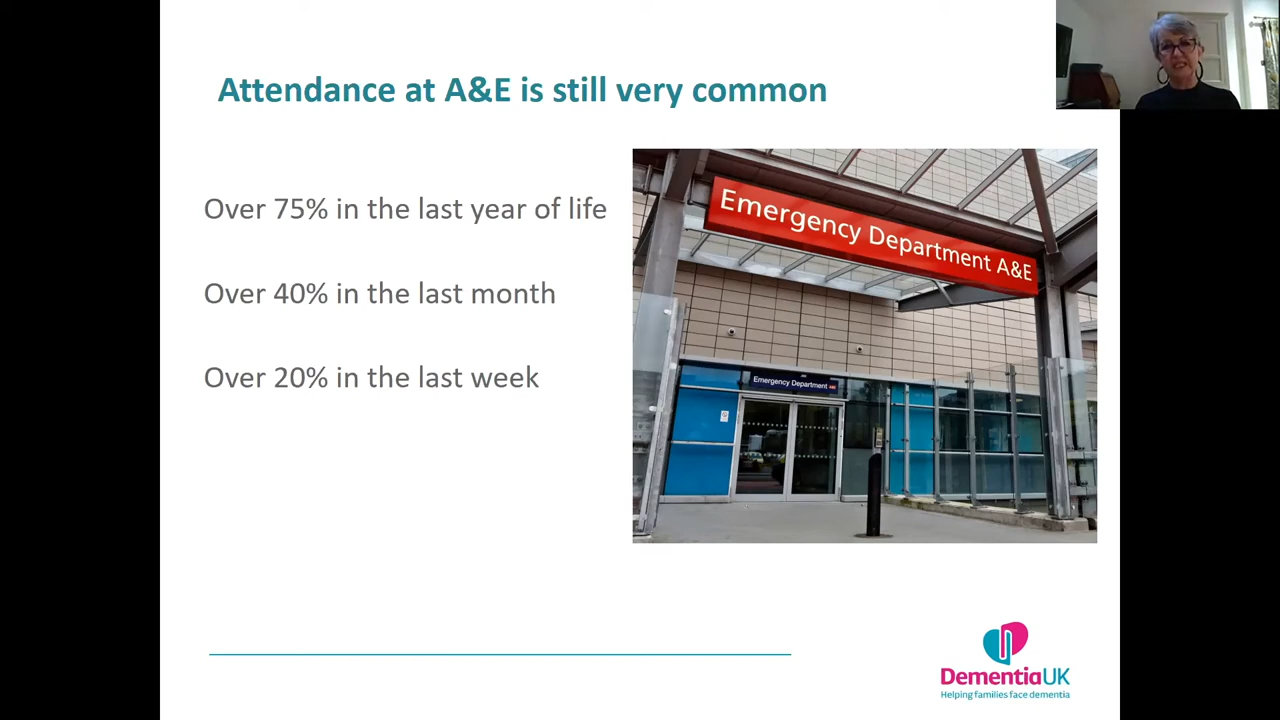 Attendance at A&E is still very common
Over 75% in the last year of life
Over 40% in the last month
Over 20% in the last week
Emergency Department A&E
Emergency Department A&E
DementiaUK
Helping families face dementia